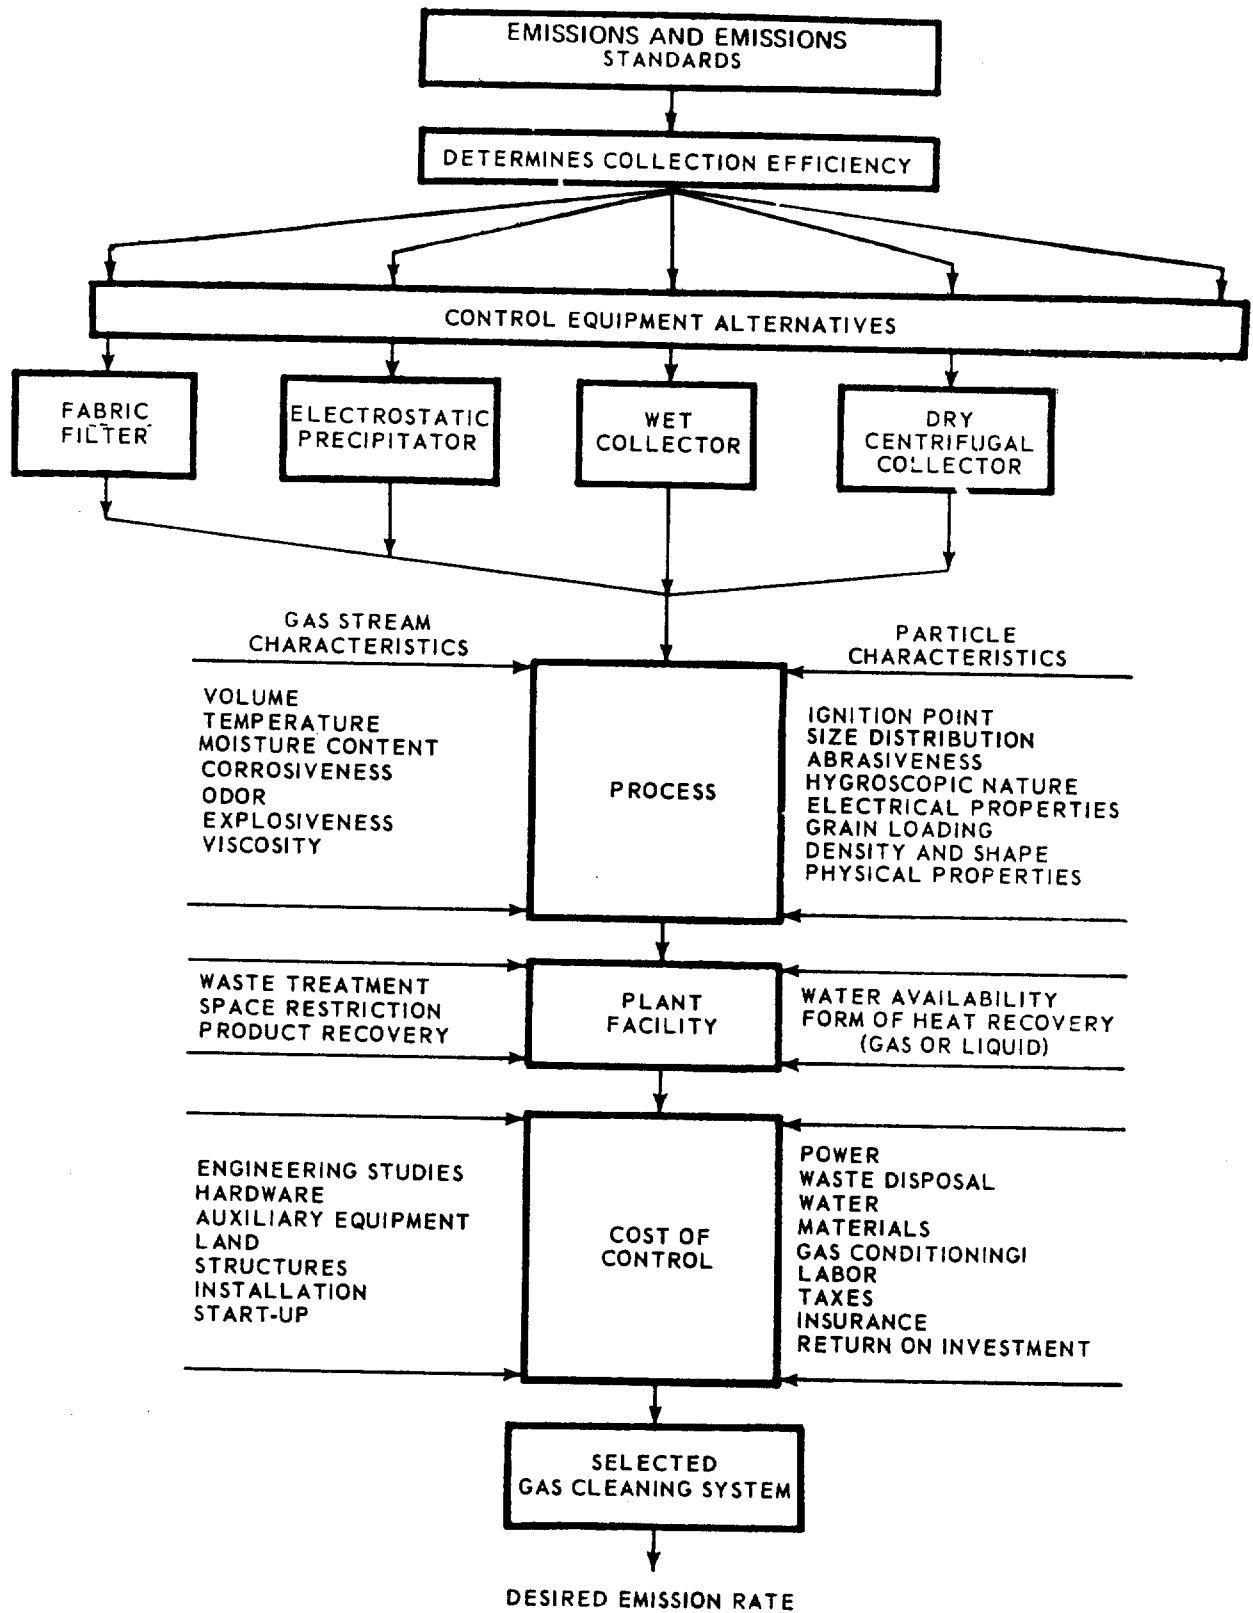 EMISSIONS AND EMISSIONS
STANDARDS
DETERMINES COLLECTION EFFICIENCY
CONTROL EQUIPMENT ALTERNATIVES
FABRIC
FILTER
ELECTROSTATIC
PRECIPITATOR
WET
COLLECTOR
DRY
CENTRIFUGAL
COLLECTOR
GAS STREAM
CHARACTERISTICS
VOLUME
TEMPERATURE
MOISTURE CONTENT
CORROSIVENESS
ODOR
EXPLOSIVENESS
VISCOSITY
PROCESS
PARTICLE
CHARACTERISTICS
IGNITION POINT
SIZE DISTRIBUTION
ABRASIVENESS
HYGROSCOPIC NATURE
ELECTRICAL PROPERTIES
GRAIN LOADING
DENSITY AND SHAPE
PHYSICAL PROPERTIES
WASTE TREATMENT
SPACE RESTRICTION
PRODUCT RECOVERY
PLANT
FACILITY
WATER AVAILABILITY
FORM OF HEAT RECOVERY
(GAS OR LIQUID)
ENGINEERING STUDIES
HARDWARE
AUXILIARY EQUIPMENT
LAND
STRUCTURES
INSTALLATION
START-UP
COST OF
CONTROL
POWER
WASTE DISPOSAL
WATER
MATERIALS
GAS CONDITIONINGI
LABOR
TAXES
INSURANCE
RETURN ON INVESTMENT
SELECTED
GAS CLEANING SYSTEM
DESIRED EMISSION RATE